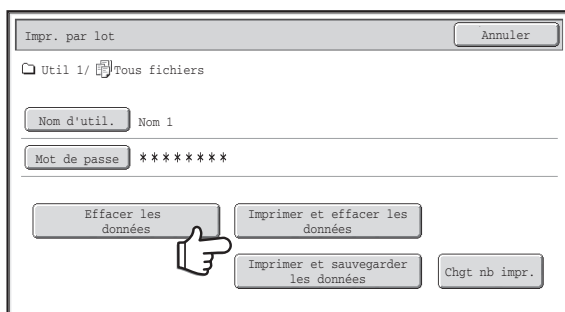 Impr. par lot
Annuler
Util 1/ Tous fichiers
Nom d'util.
Nom 1
Mot de passe
********
Effacer les
données
Imprimer et effacer les
données
Imprimer et sauvegarder
les données
Chgt nb impr.